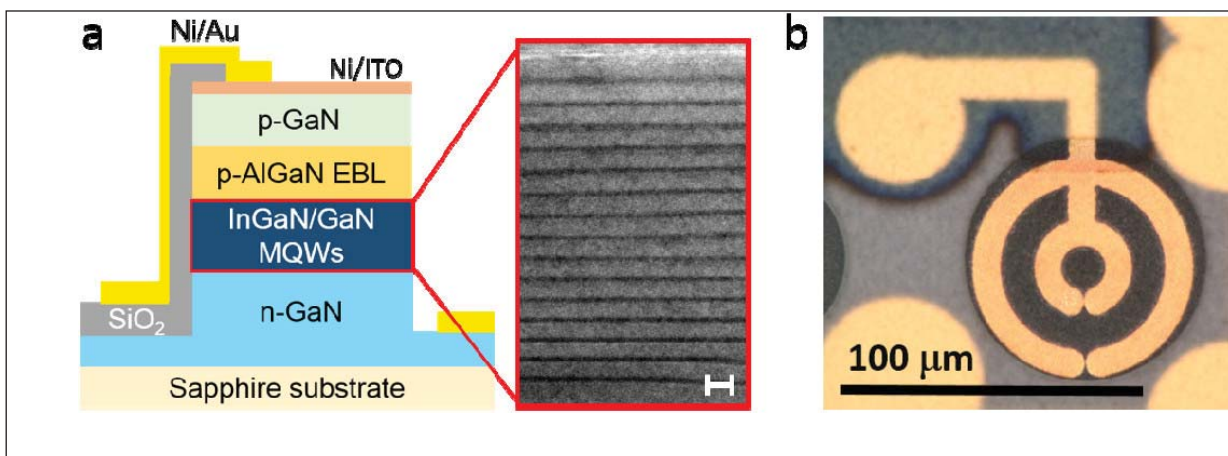 a
Ni/Au
Ni/ITO
p-GaN
p-AlGaN EBL
InGaN/GaN
MQWs
n-GaN
SiO₂
Sapphire substrate
b
100 μm